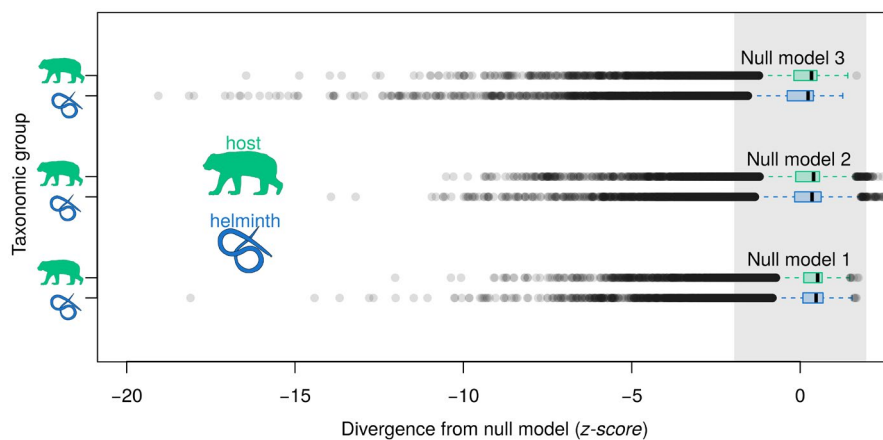 Null model 3
host
Null model 2
helminth
Null model 1
Taxonomic group
−20 −15 −10 −5 0
Divergence from null model (z-score)